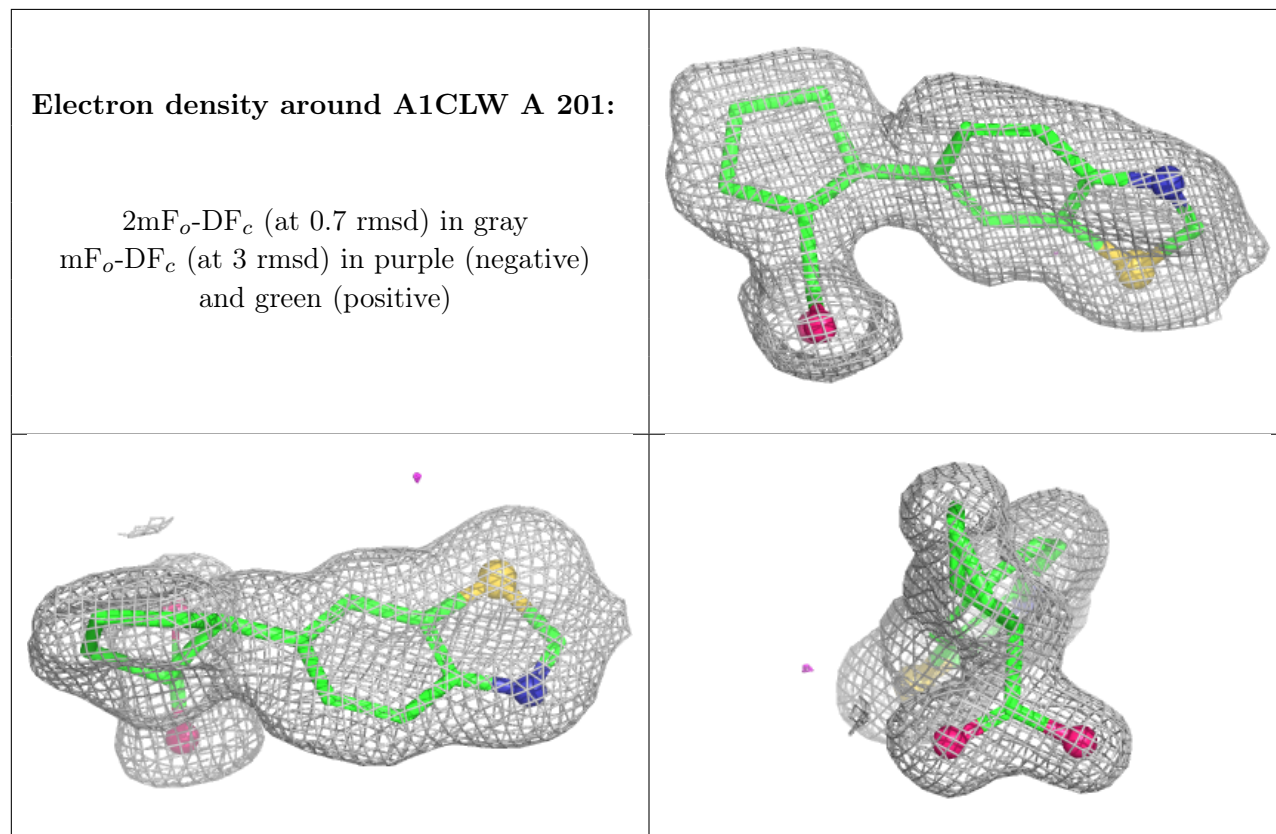 Electron density around A1CLW A 201:
2mFo-DFc (at 0.7 rmsd) in gray
mFo-DFc (at 3 rmsd) in purple (negative)
and green (positive)